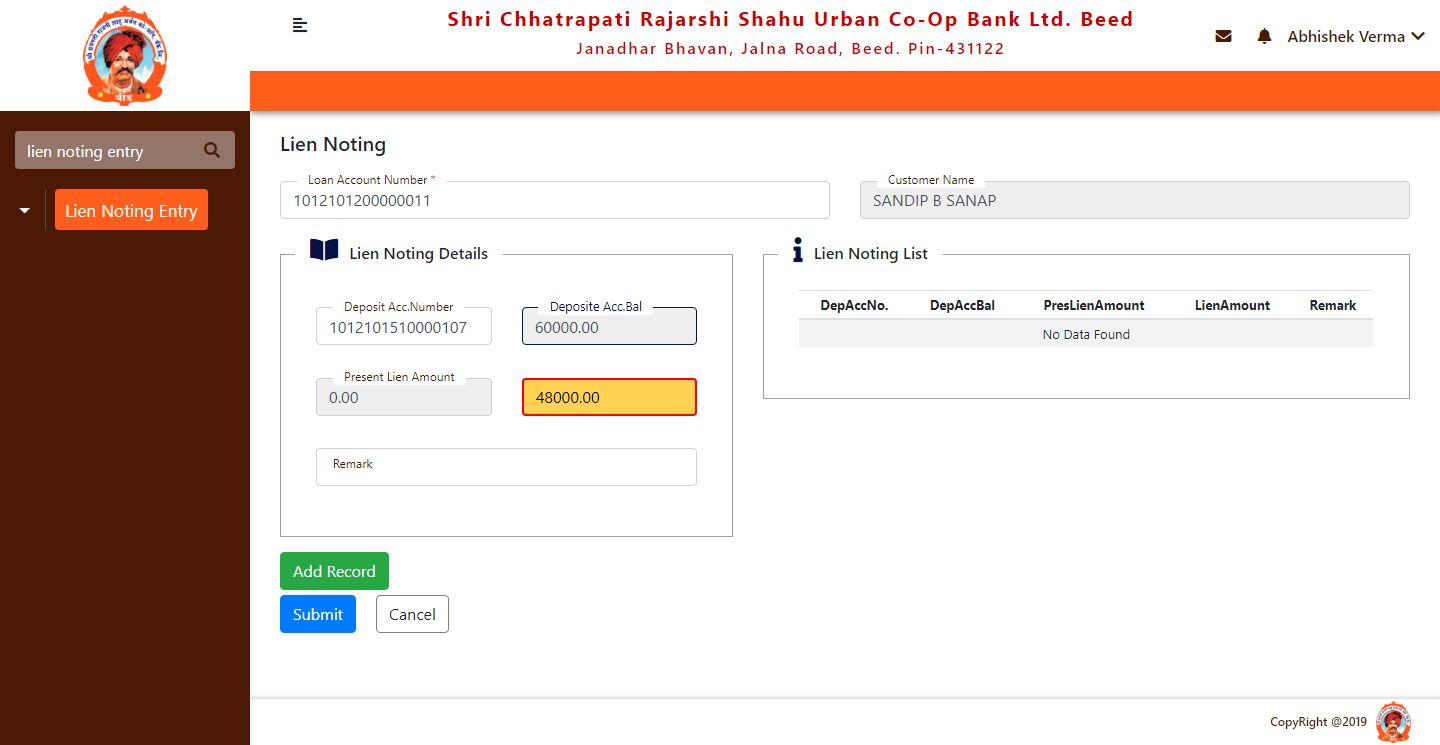 Shri Chhatrapati Rajarshi Shahu Urban Co-Op Bank Ltd. Beed
Janadhar Bhavan, Jalna Road, Beed. Pin-431122
Abhishek Verma
lien noting entry
Lien Noting Entry
Lien Noting
Loan Account Number *
1012101200000011
Customer Name
SANDIP B SANAP
Lien Noting Details
Deposit Acc.Number
1012101510000107
Deposite Acc.Bal
60000.00
Present Lien Amount
0.00
48000.00
Remark
Lien Noting List
DepAccNo. DepAccBal PresLienAmount LienAmount Remark
No Data Found
Add Record
Submit Cancel
CopyRight @2019